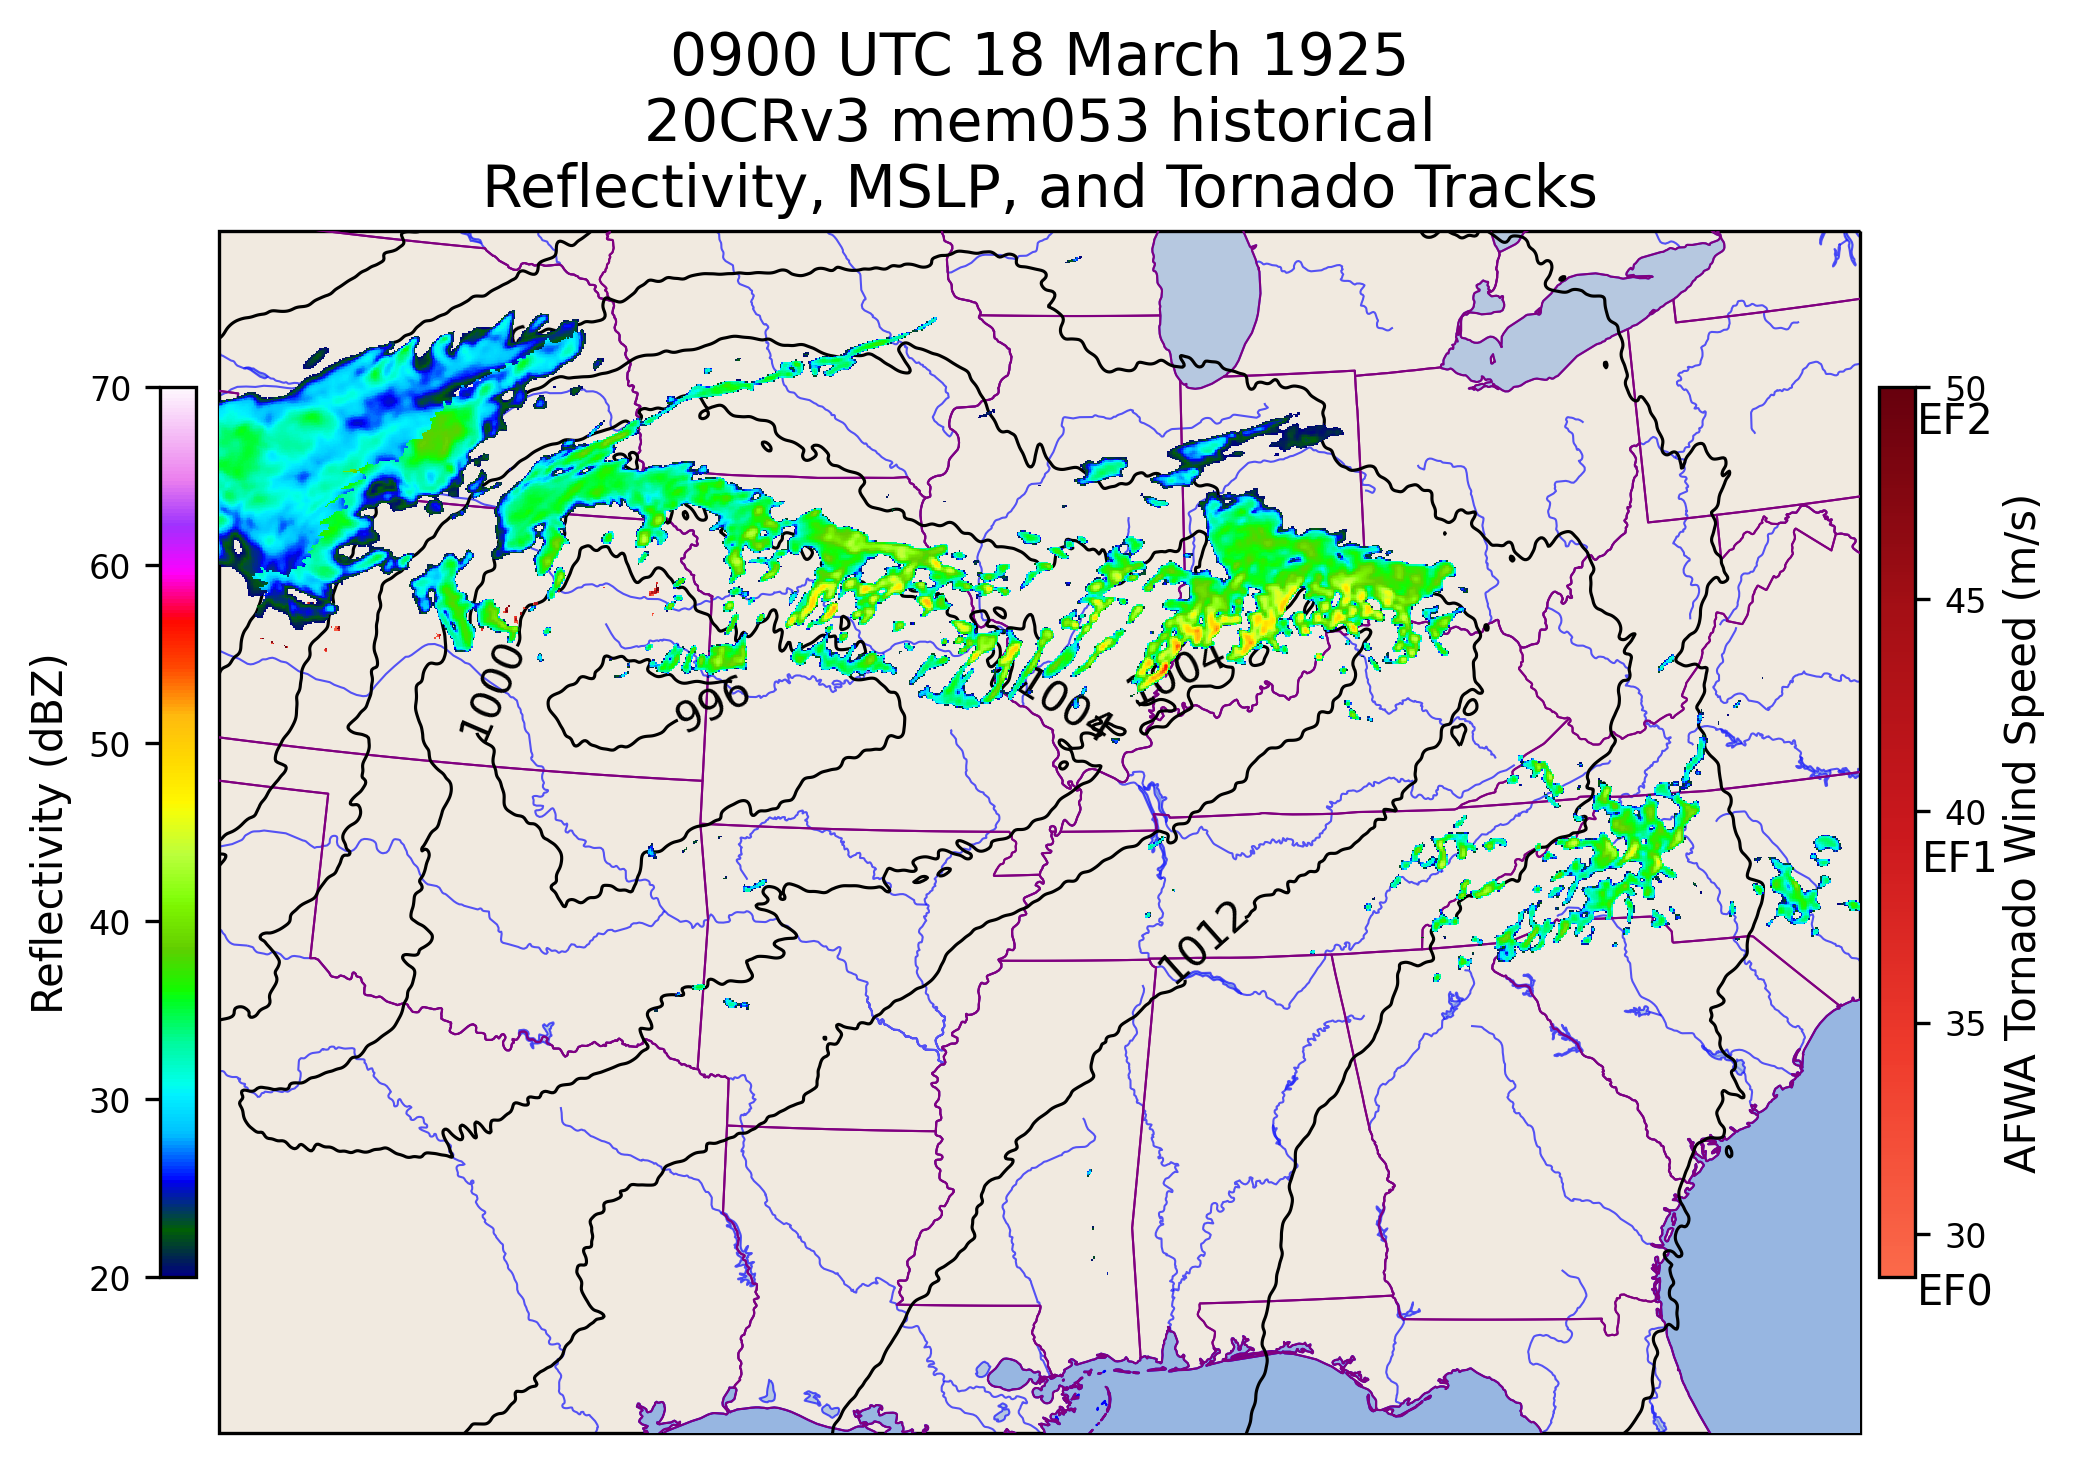 0900 UTC 18 March 1925
20CRv3 mem053 historical
Reflectivity, MSLP, and Tornado Tracks
Reflectivity (dBZ)
70
60
50
40
30
20
1000
996
1004
1004
1012
50
EF2
45
40
EF1
35
30
EF0
AFWA Tornado Wind Speed (m/s)